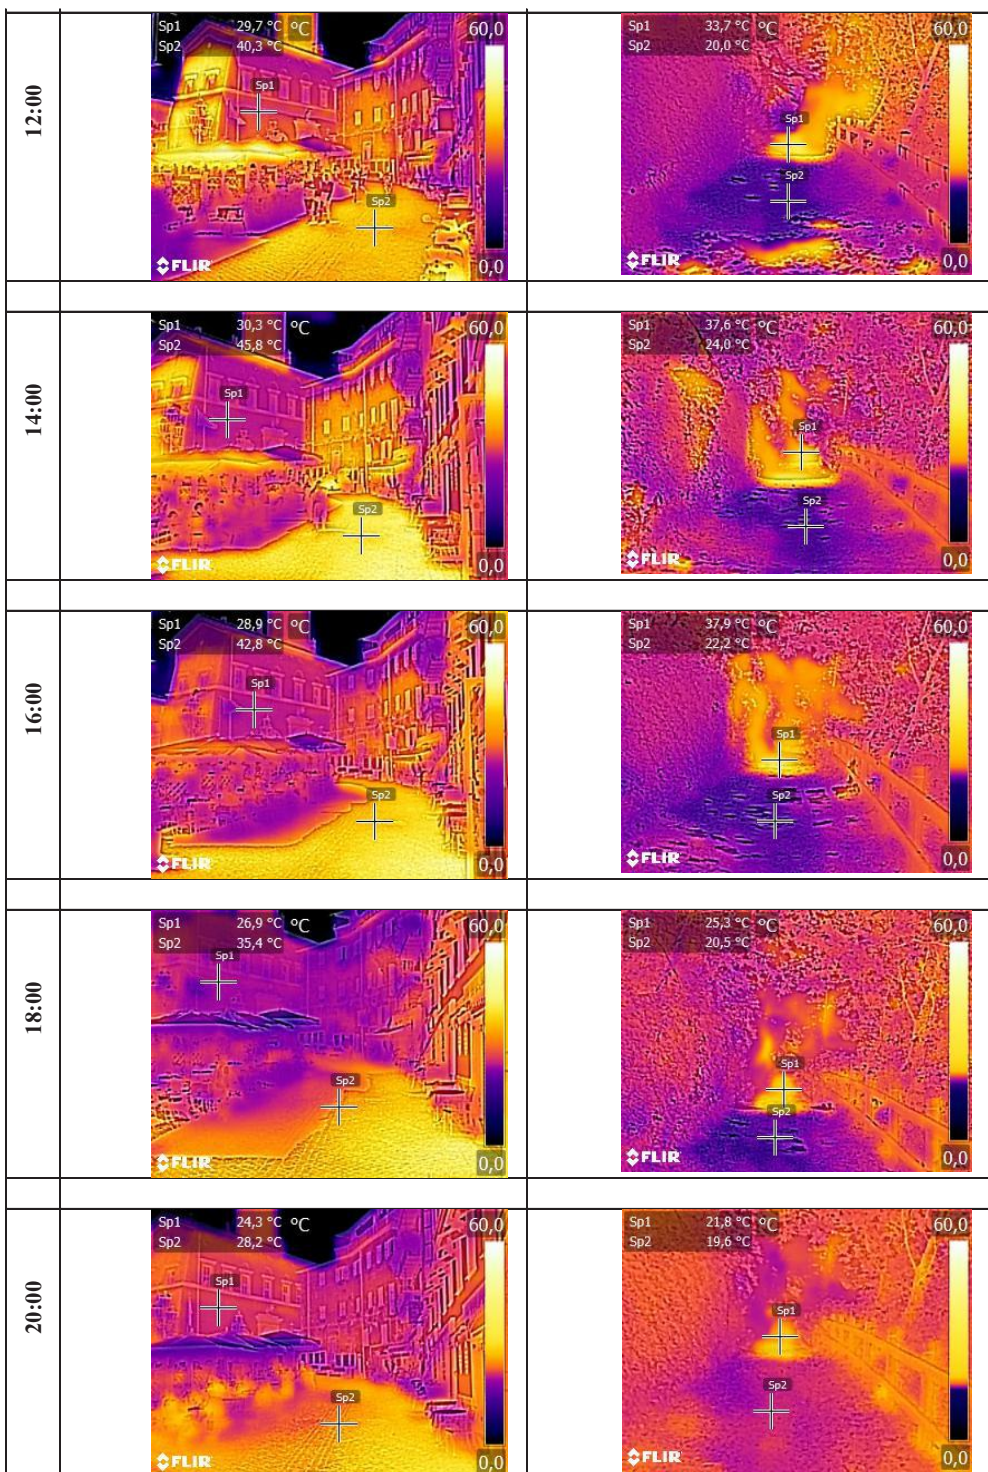 12:00
Sp1 29,7 °C °C 60,0
Sp2 40,3 °C
Sp1
Sp2
FLIR 0,0
Sp1 33,7 °C °C 60,0
Sp2 20,0 °C
Sp1
Sp2
FLIR 0,0
14:00
Sp1 30,3 °C °C 60,0
Sp2 45,8 °C
Sp1
Sp2
FLIR 0,0
Sp1 37,6 °C °C 60,0
Sp2 24,0 °C
Sp1
Sp2
FLIR 0,0
16:00
Sp1 28,9 °C °C 60,0
Sp2 42,8 °C
Sp1
Sp2
FLIR 0,0
Sp1 37,9 °C °C 60,0
Sp2 22,2 °C
Sp1
Sp2
FLIR 0,0
18:00
Sp1 26,9 °C °C 60,0
Sp2 35,4 °C
Sp1
Sp2
FLIR 0,0
Sp1 25,3 °C °C 60,0
Sp2 20,5 °C
Sp1
Sp2
FLIR 0,0
20:00
Sp1 24,3 °C °C 60,0
Sp2 28,2 °C
Sp1
Sp2
FLIR 0,0
Sp1 21,8 °C °C 60,0
Sp2 19,6 °C
Sp1
Sp2
FLIR 0,0